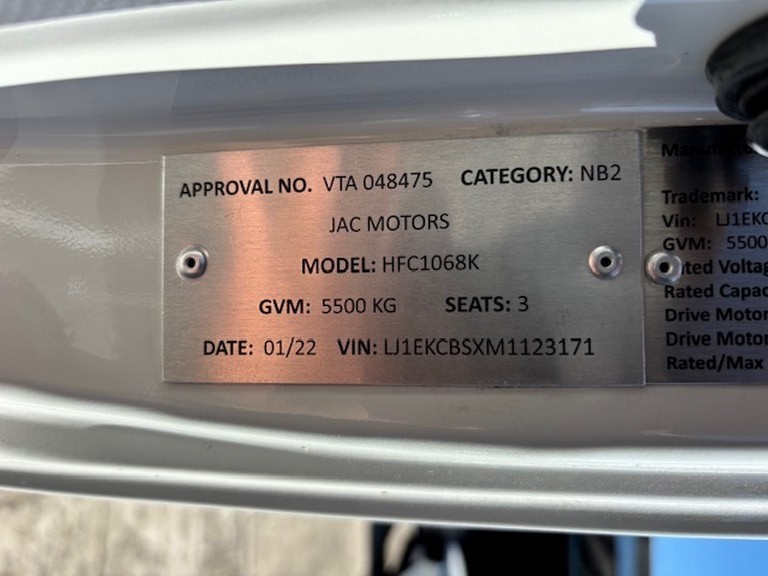 APPROVAL NO. VTA 048475 CATEGORY: NB2
JAC MOTORS
MODEL: HFC1068K
GVM: 5500 KG SEATS: 3
DATE: 01/22 VIN: LJ1EKCBSXM1123171
Trademark:
Vin: LJ1EKC
GVM: 5500
Rated Voltag
Rated Capac
Drive Motor
Drive Motor
Rated/Max